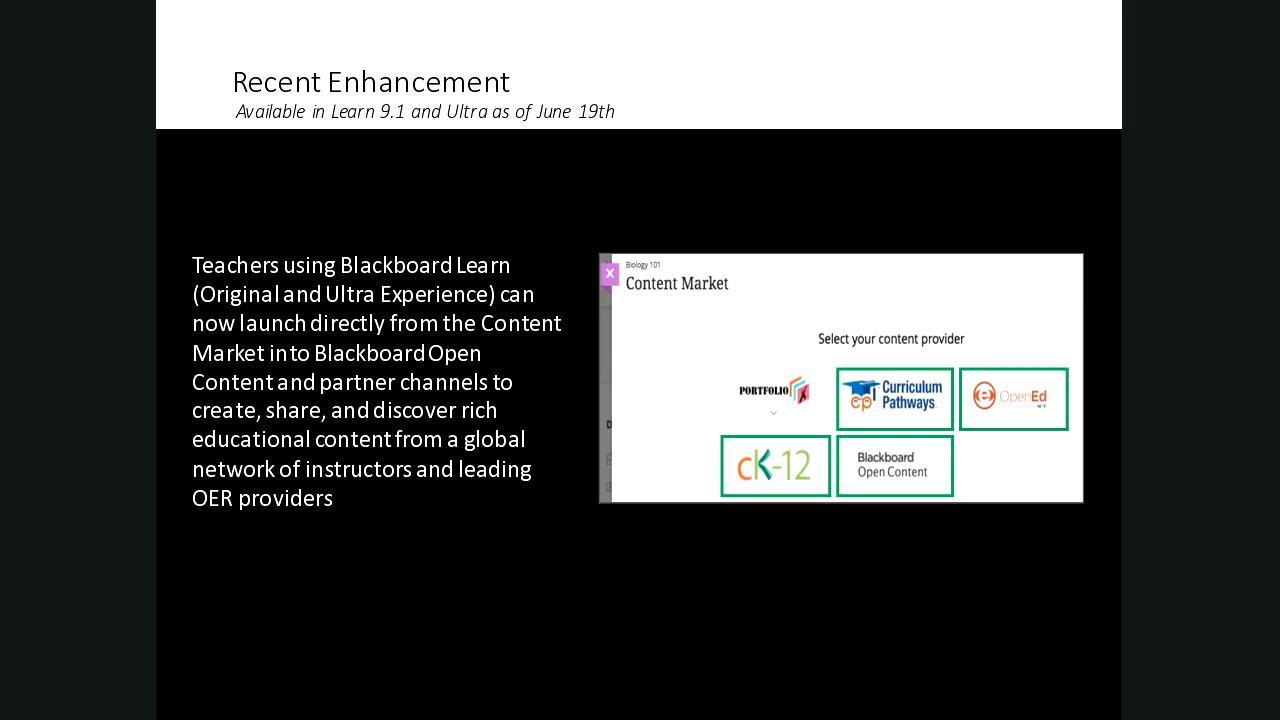 Recent Enhancement
Available in Learn 9.1 and Ultra as of June 19th
Teachers using Blackboard Learn
(Original and Ultra Experience) can
now launch directly from the Content
Market into Blackboard Open
Content and partner channels to
create, share, and discover rich
educational content from a global
network of instructors and leading
OER providers
Biology 101
X
Content Market
Select your content provider
PORTFOLIO
Curriculum
Pathways
cp
e OpenEd
ACT
cK-12
Blackboard
Open Content
D